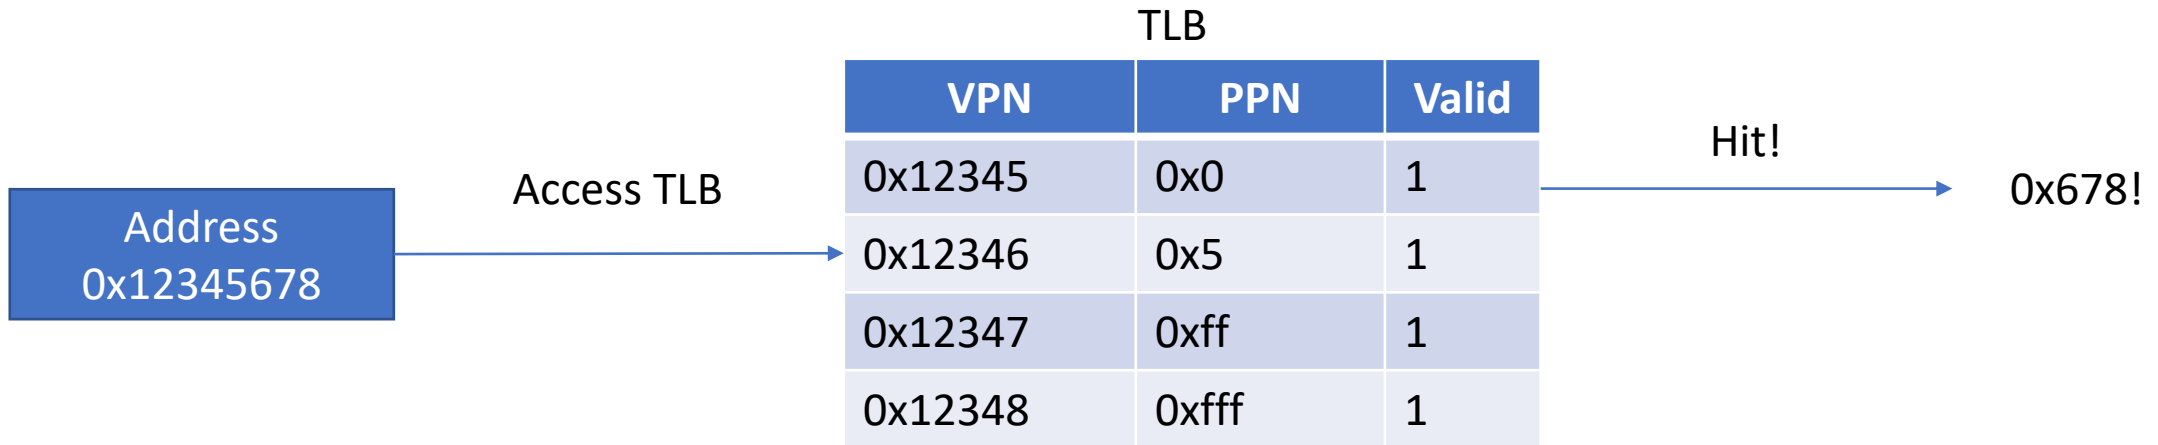 TLB
VPN PPN Valid
0x12345 0x0 1
0x12346 0x5 1
0x12347 0xff 1
0x12348 0xfff 1
Address
0x12345678
Access TLB
Hit!
0x678!